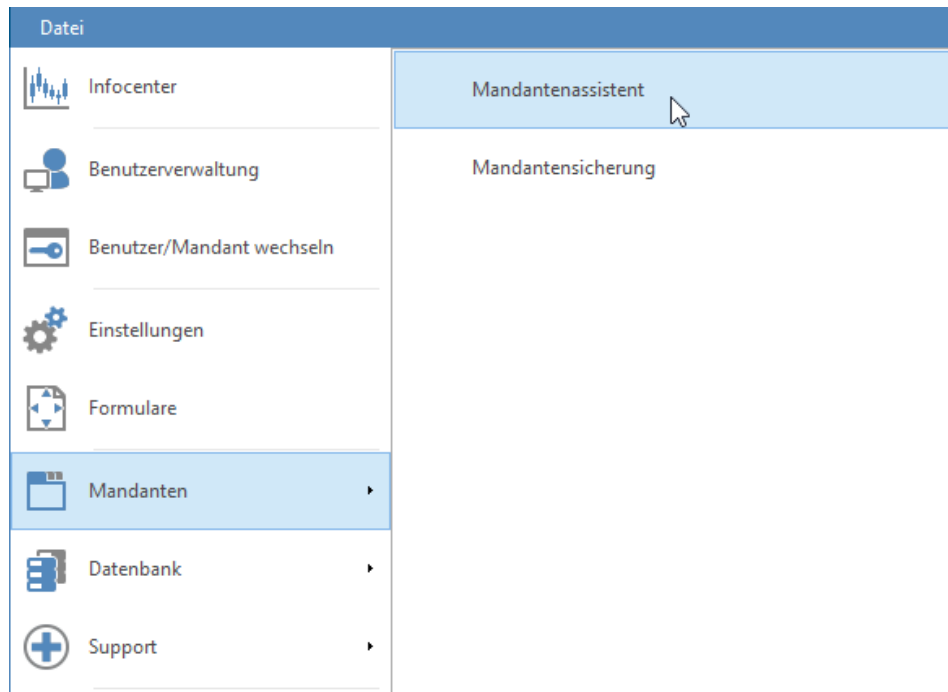 Datei
Infocenter
Benutzerverwaltung
Benutzer/Mandant wechseln
Einstellungen
Formulare
Mandanten
Datenbank
Support
Mandantenassistent
Mandantensicherung